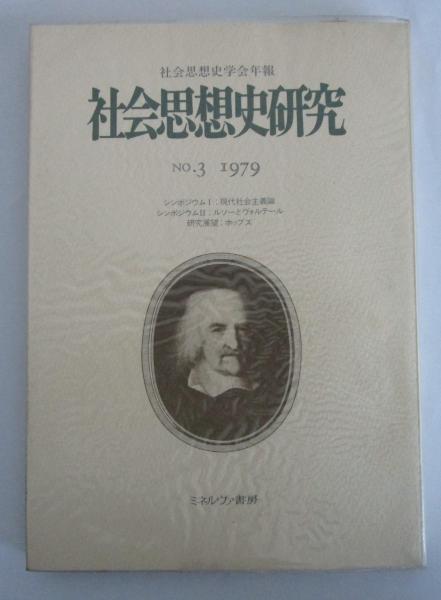 社会思想史学会年報
社会思想史研究
NO.3 1979
シンポジウムⅠ：現代社会主義論
シンポジウムⅡ：ルソーとヴォルテール
研究展望：ホッブズ
ミネルヴァ書房